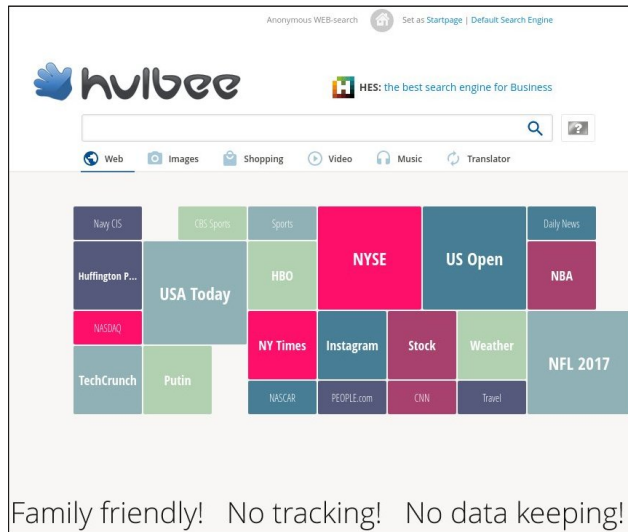 Anonymous WEB-search Set as Startpage | Default Search Engine
hulbee
HES: the best search engine for Business
?
Web Images Shopping Video Music Translator
Navy CIS CBS Sports Sports NYSE US Open Daily News
Huffington P... USA Today HBO NBA
NASDAQ NY Times Instagram Stock Weather NFL 2017
TechCrunch Putin
NASCAR PEOPLE.com CNN Travel
Family friendly! No tracking! No data keeping!